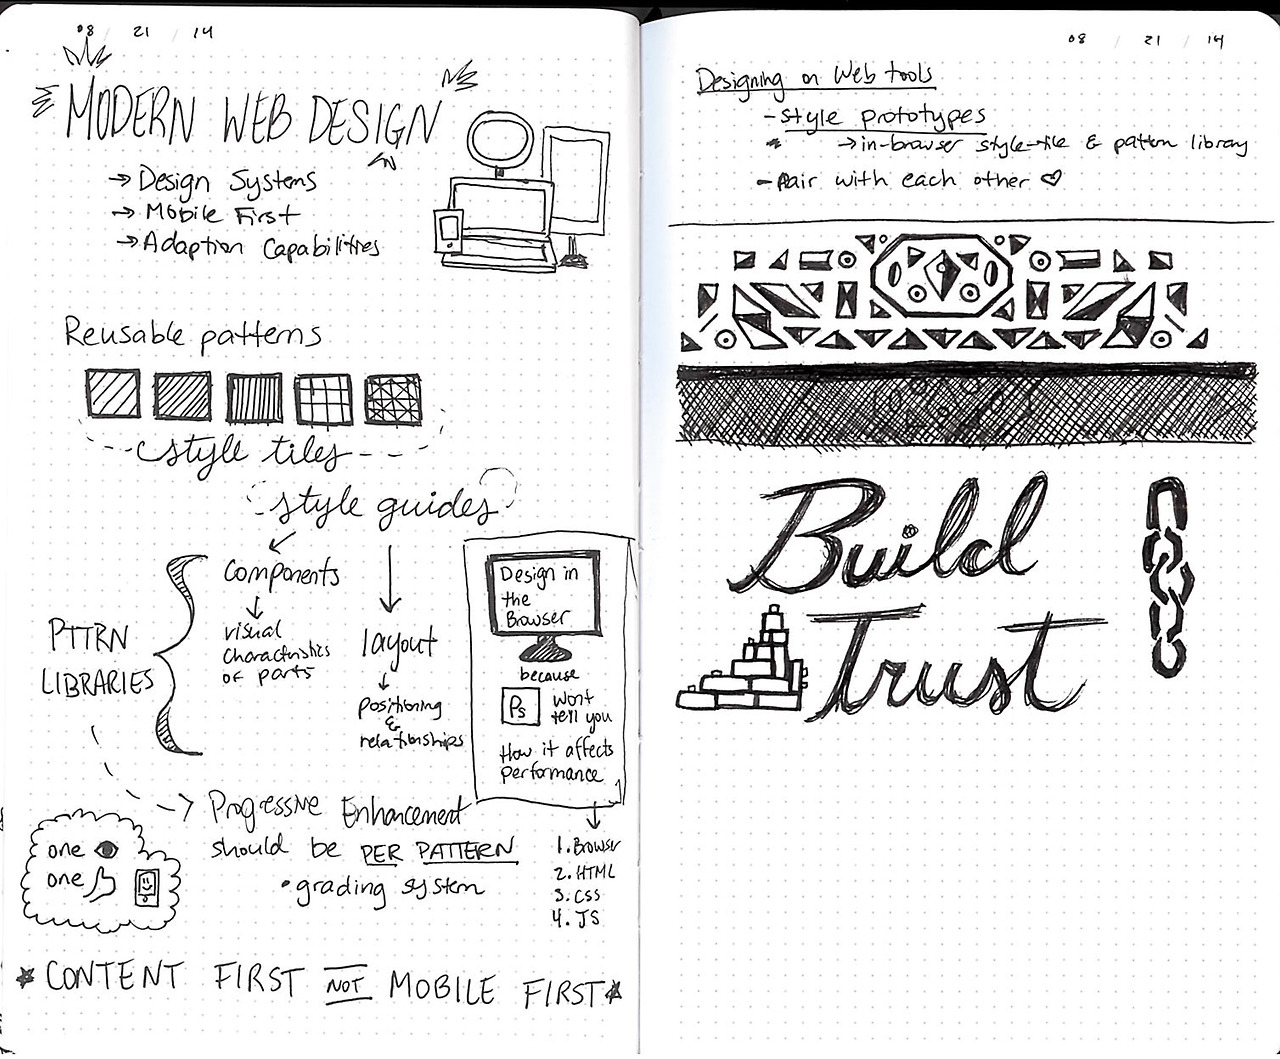 08 / 21 / 14
MODERN WEB DESIGN
→ Design Systems
→ Mobile First
→ Adaption Capabilities
Reusable patterns
style tiles
style guides
components
visual
characteristics
of parts
layout
positioning
&
relationships
PTTRN
LIBRARIES
Design in
the
Browser
because
Ps
won't
tell you
How it affects
performance
1. Browser
2. HTML
3. CSS
4. JS
→ Progressive Enhancement
should be PER PATTERN
• grading system
one
one
CONTENT FIRST NOT MOBILE FIRST
08 / 21 / 14
Designing on Web tools
- style prototypes
→ in-browser style-tile & pattern library
- Pair with each other ♡
Build
Trust